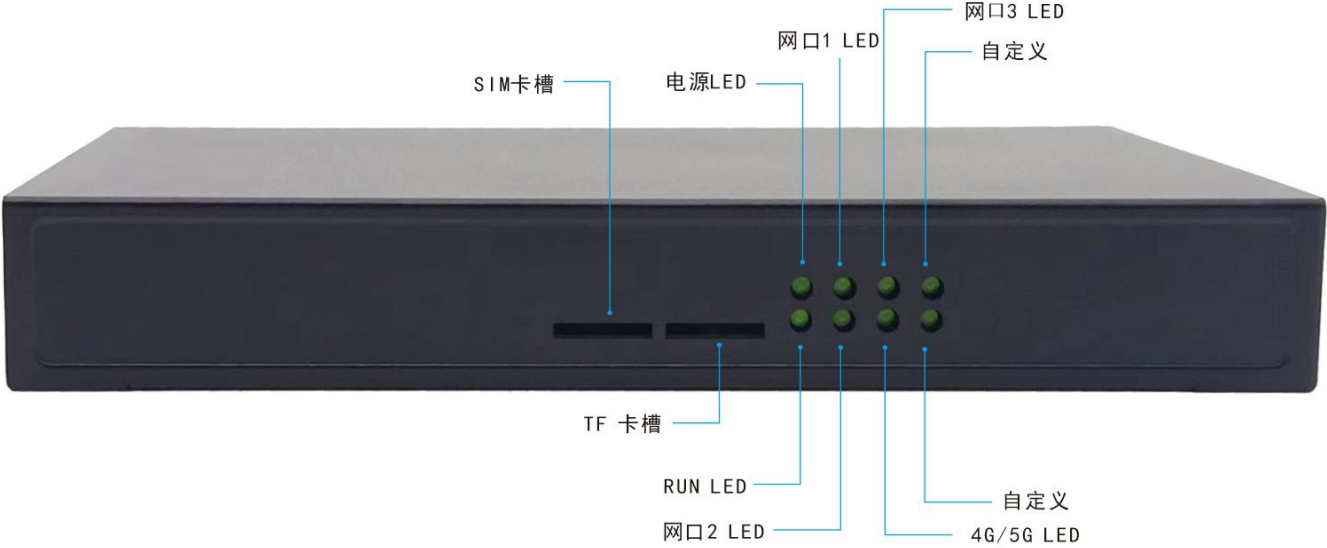 网口3 LED
网口1 LED
自定义
SIM卡槽
电源LED
TF 卡槽
RUN LED
自定义
网口2 LED
4G/5G LED